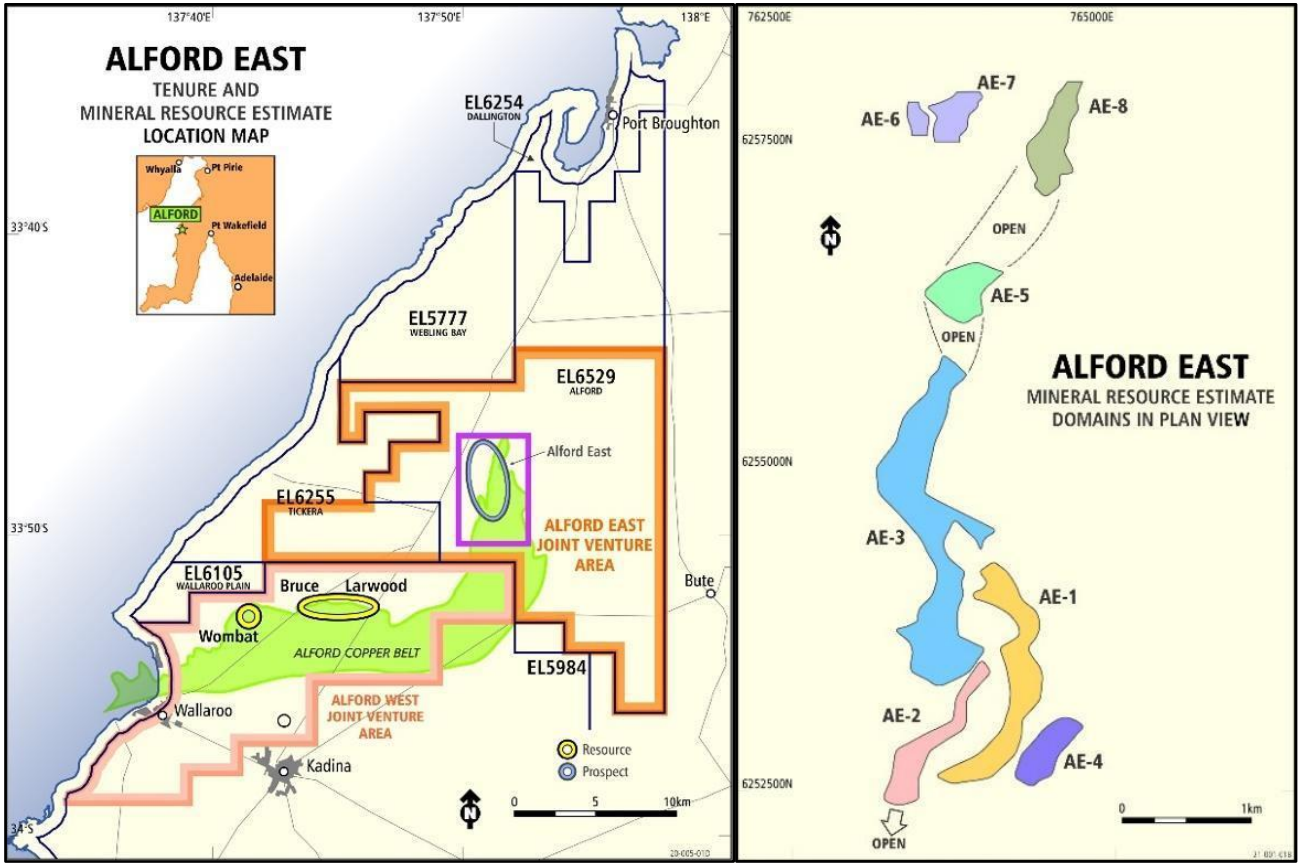 137°40'E
137°50'E
138°E
ALFORD EAST
TENURE AND
MINERAL RESOURCE ESTIMATE
LOCATION MAP
Whyalla
Pt Pirie
ALFORD
Pt Wakefield
Adelaide
EL6254
DALLINGTON
Port Broughton
33°40'S
EL5777
WEBLING BAY
EL6529
ALFORD
Alford East
EL6255
TICKERA
33°50'S
ALFORD EAST
JOINT VENTURE
AREA
EL6105
WALLAROO PLAIN
Bruce
Larwood
Bute
Wombat
ALFORD COPPER BELT
EL5984
ALFORD WEST
JOINT VENTURE
AREA
Wallaroo
Resource
Prospect
Kadina
N
0 5 10km
34°S
20-005-01D
762500E
765000E
AE-7
AE-8
AE-6
6257500N
N
OPEN
AE-5
OPEN
ALFORD EAST
MINERAL RESOURCE ESTIMATE
DOMAINS IN PLAN VIEW
6255000N
AE-3
AE-1
AE-2
AE-4
6252500N
0 1km
OPEN